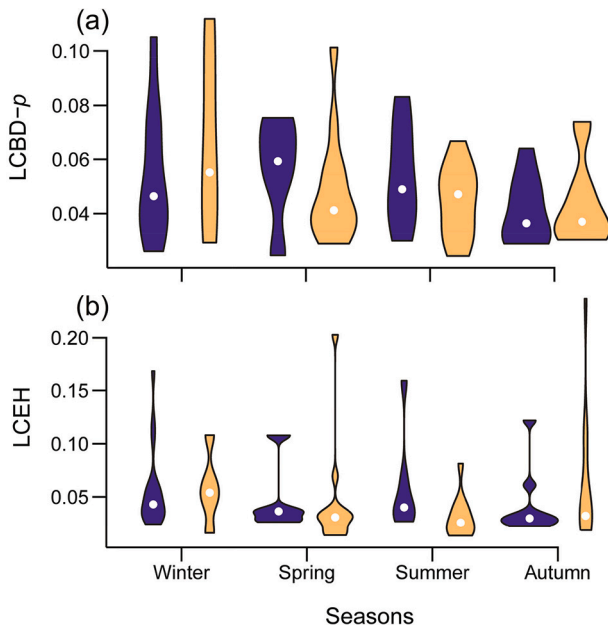 (a)
LCBD-p
0.10
0.08
0.06
0.04
(b)
LCEH
0.20
0.15
0.10
0.05
Winter Spring Summer Autumn
Seasons